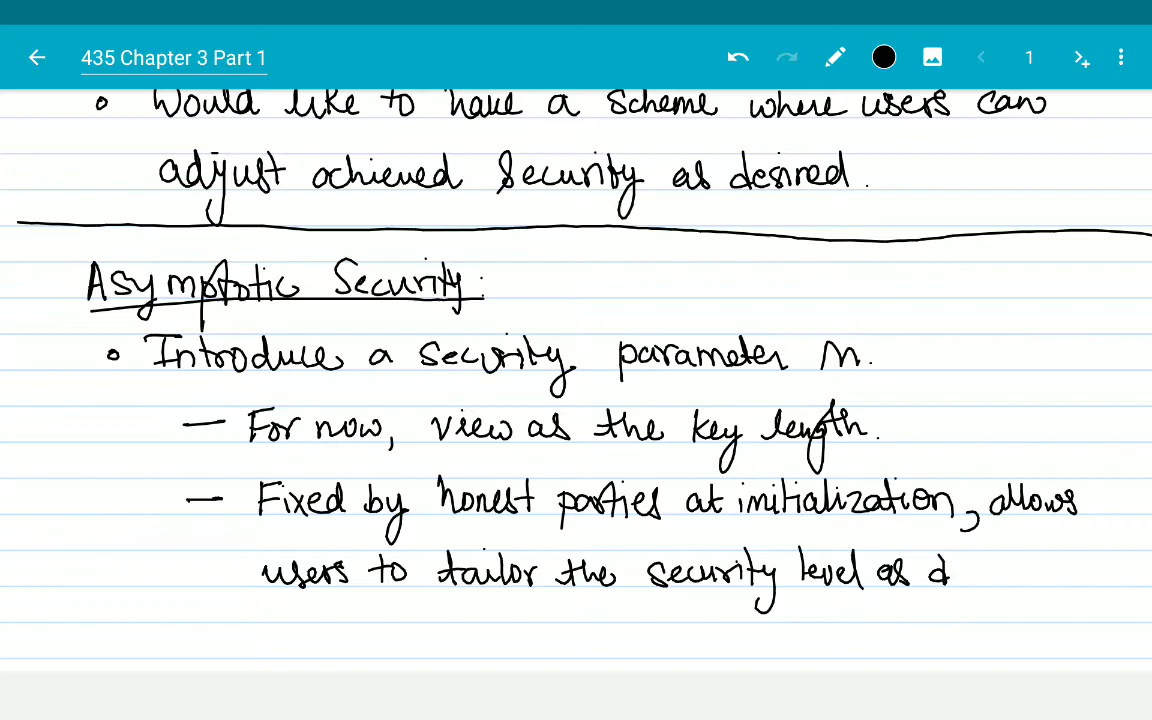 435 Chapter 3 Part 1
1
• Would like to have a scheme where users can
adjust achieved security as desired.
Asymptotic Security:
• Introduce a security parameter n.
— For now, view as the key length.
— Fixed by honest parties at initialization, allows
users to tailor the security level as d